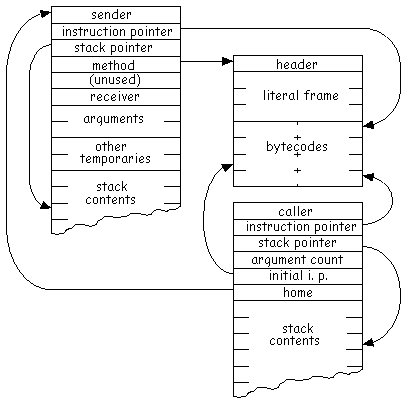 sender
instruction pointer
stack pointer
method
(unused)
receiver
arguments
other
temporaries
stack
contents
header
literal frame
bytecodes
caller
instruction pointer
stack pointer
argument count
initial i. p.
home
stack
contents